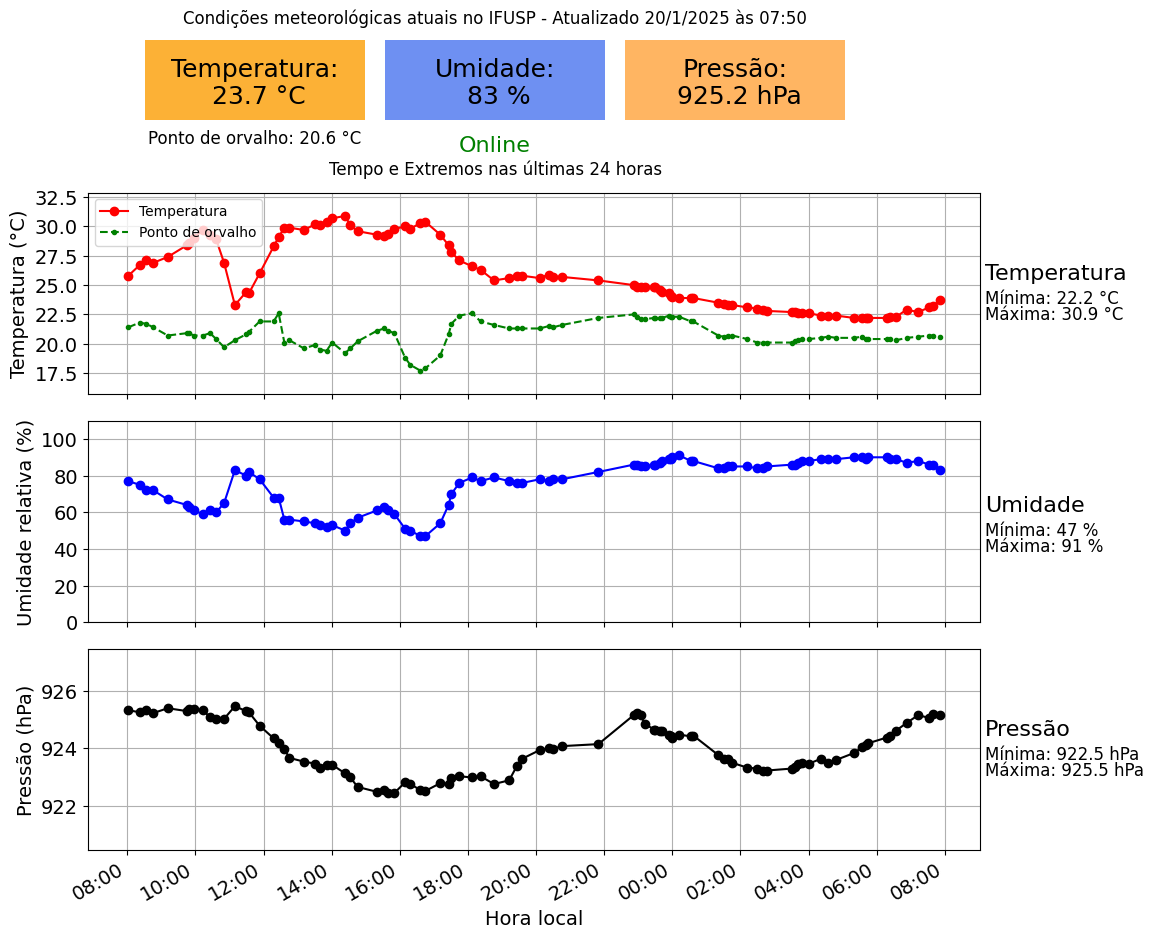 Condições meteorológicas atuais no IFUSP - Atualizado 20/1/2025 às 07:50
Temperatura:
23.7 °C
Umidade:
83 %
Pressão:
925.2 hPa
Ponto de orvalho: 20.6 °C
Online
Tempo e Extremos nas últimas 24 horas
Temperatura (°C)
32.5
30.0
27.5
25.0
22.5
20.0
17.5
Temperatura
Ponto de orvalho
Temperatura
Mínima: 22.2 °C
Máxima: 30.9 °C
Umidade relativa (%)
100
80
60
40
20
0
Umidade
Mínima: 47 %
Máxima: 91 %
Pressão (hPa)
926
924
922
Pressão
Mínima: 922.5 hPa
Máxima: 925.5 hPa
08:00
10:00
12:00
14:00
16:00
18:00
20:00
22:00
00:00
02:00
04:00
06:00
08:00
Hora local